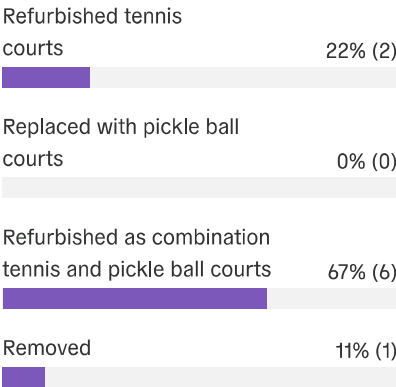 Refurbished tennis
courts 22% (2)
Replaced with pickle ball
courts 0% (0)
Refurbished as combination
tennis and pickle ball courts 67% (6)
Removed 11% (1)